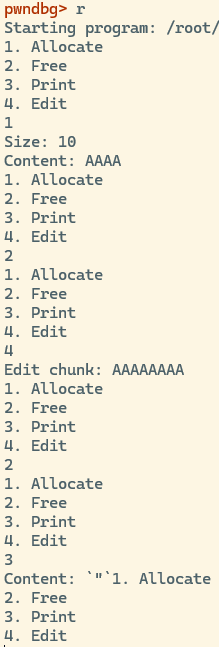 pwndbg> r
Starting program: /root/
1. Allocate
2. Free
3. Print
4. Edit
1
Size: 10
Content: AAAA
1. Allocate
2. Free
3. Print
4. Edit
2
1. Allocate
2. Free
3. Print
4. Edit
4
Edit chunk: AAAAAAAA
1. Allocate
2. Free
3. Print
4. Edit
2
1. Allocate
2. Free
3. Print
4. Edit
3
Content: `"`1. Allocate
2. Free
3. Print
4. Edit